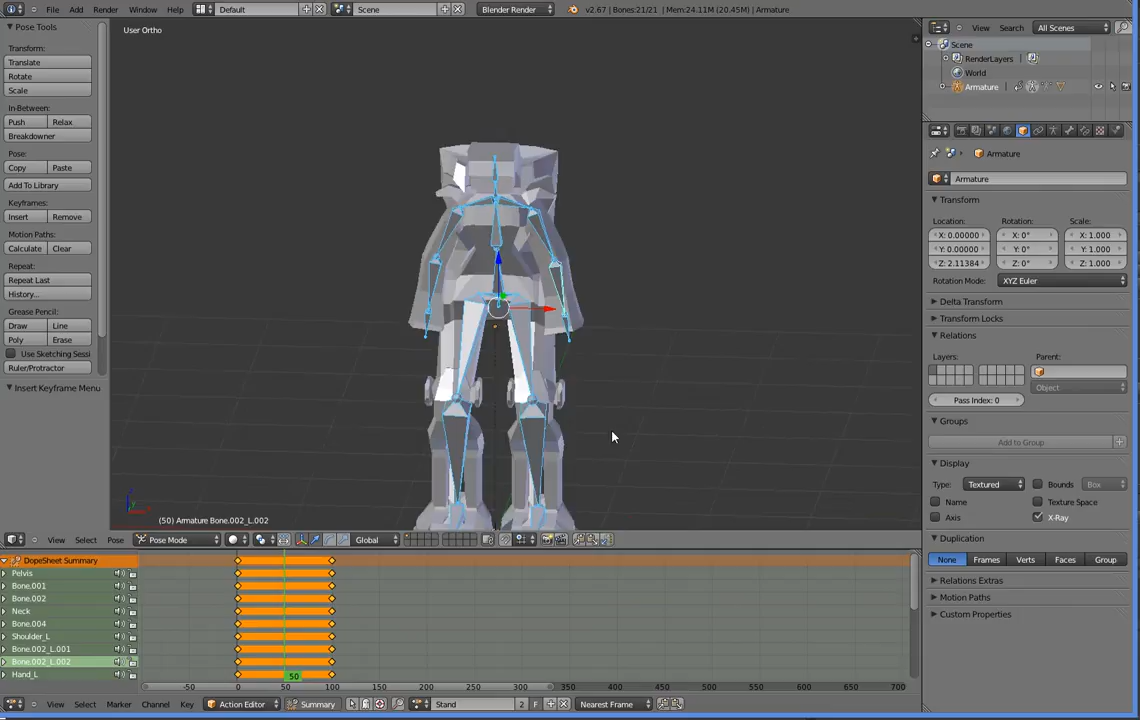 File Add Render Window Help Default Scene Blender Render v2.67 | Bones:21/21 | Mem:24.11M (20.45M) | Armature
Pose Tools
Transform:
Translate
Rotate
Scale
In-Between:
Push Relax
Breakdowner
Pose:
Copy Paste
Add To Library
Keyframes:
Insert Remove
Motion Paths:
Calculate Clear
Repeat:
Repeat Last
History...
Grease Pencil:
Draw Line
Poly Erase
Use Sketching Sessi
Ruler/Protractor
Insert Keyframe Menu
User Ortho
(50) Armature Bone.002_L.002
View Select Pose Pose Mode Global
DopeSheet Summary
Pelvis
Bone.001
Bone.002
Neck
Bone.004
Shoulder_L
Bone.002_L.001
Bone.002_L.002
Hand_L
50
-50 0 50 100 150 200 250 300 350 400 450 500 550 600 650 700
View Select Marker Channel Key Action Editor Summary Stand 2 F Nearest Frame
View Search All Scenes
Scene
RenderLayers
World
Armature
Armature
Armature
Transform
Location: Rotation: Scale:
X: 0.00000 X: 0° X: 1.000
Y: 0.00000 Y: 0° Y: 1.000
Z: 2.11384 Z: 0° Z: 1.000
Rotation Mode: XYZ Euler
Delta Transform
Transform Locks
Relations
Layers: Parent:
Object
Pass Index: 0
Groups
Add to Group
Display
Type: Textured Bounds Box
Name Texture Space
Axis X-Ray
Duplication
None Frames Verts Faces Group
Relations Extras
Motion Paths
Custom Properties